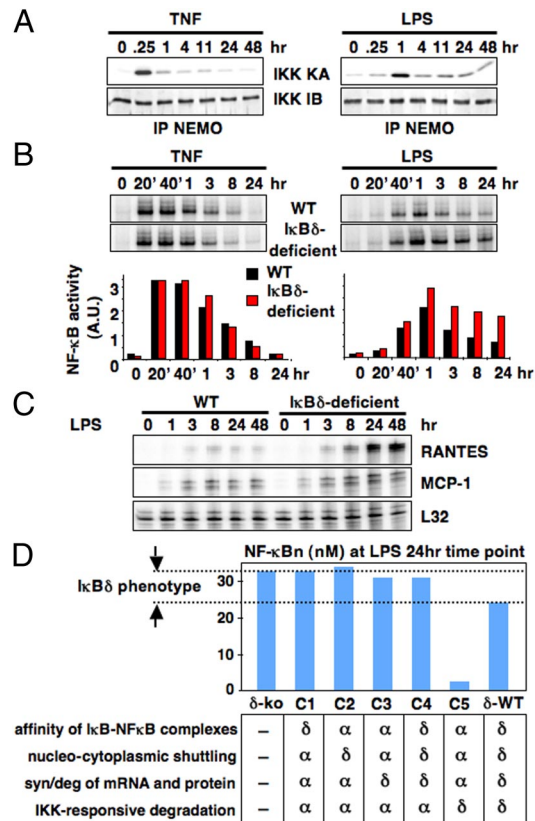 A
TNF
LPS
0 .25 1 4 11 24 48 hr
0 .25 1 4 11 24 48 hr
IKK KA
IKK IB
IP NEMO
IP NEMO
B
TNF
LPS
0 20' 40' 1 3 8 24 hr
0 20' 40' 1 3 8 24 hr
WT
IκBδ-
deficient
NF-κB activity
(A.U.)
3
2
1
0
WT
IκBδ-
deficient
0 20' 40' 1 3 8 24 hr
0 20' 40' 1 3 8 24 hr
C
WT
IκBδ-deficient
LPS
0 1 3 8 24 48
0 1 3 8 24 48
hr
RANTES
MCP-1
L32
D
NF-κBn (nM) at LPS 24hr time point
IκBδ phenotype
30
20
10
0
δ-ko C1 C2 C3 C4 C5 δ-WT
affinity of IκB-NFκB complexes – δ α α δ α δ
nucleo-cytoplasmic shuttling – α δ α δ α δ
syn/deg of mRNA and protein – α α δ δ α δ
IKK-responsive degradation – α α α α δ δ